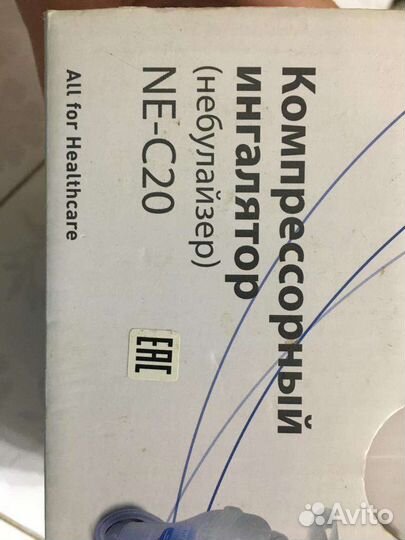 Компрессорный
ингалятор
(небулайзер)
NE-C20
All for Healthcare
EAC
Avito